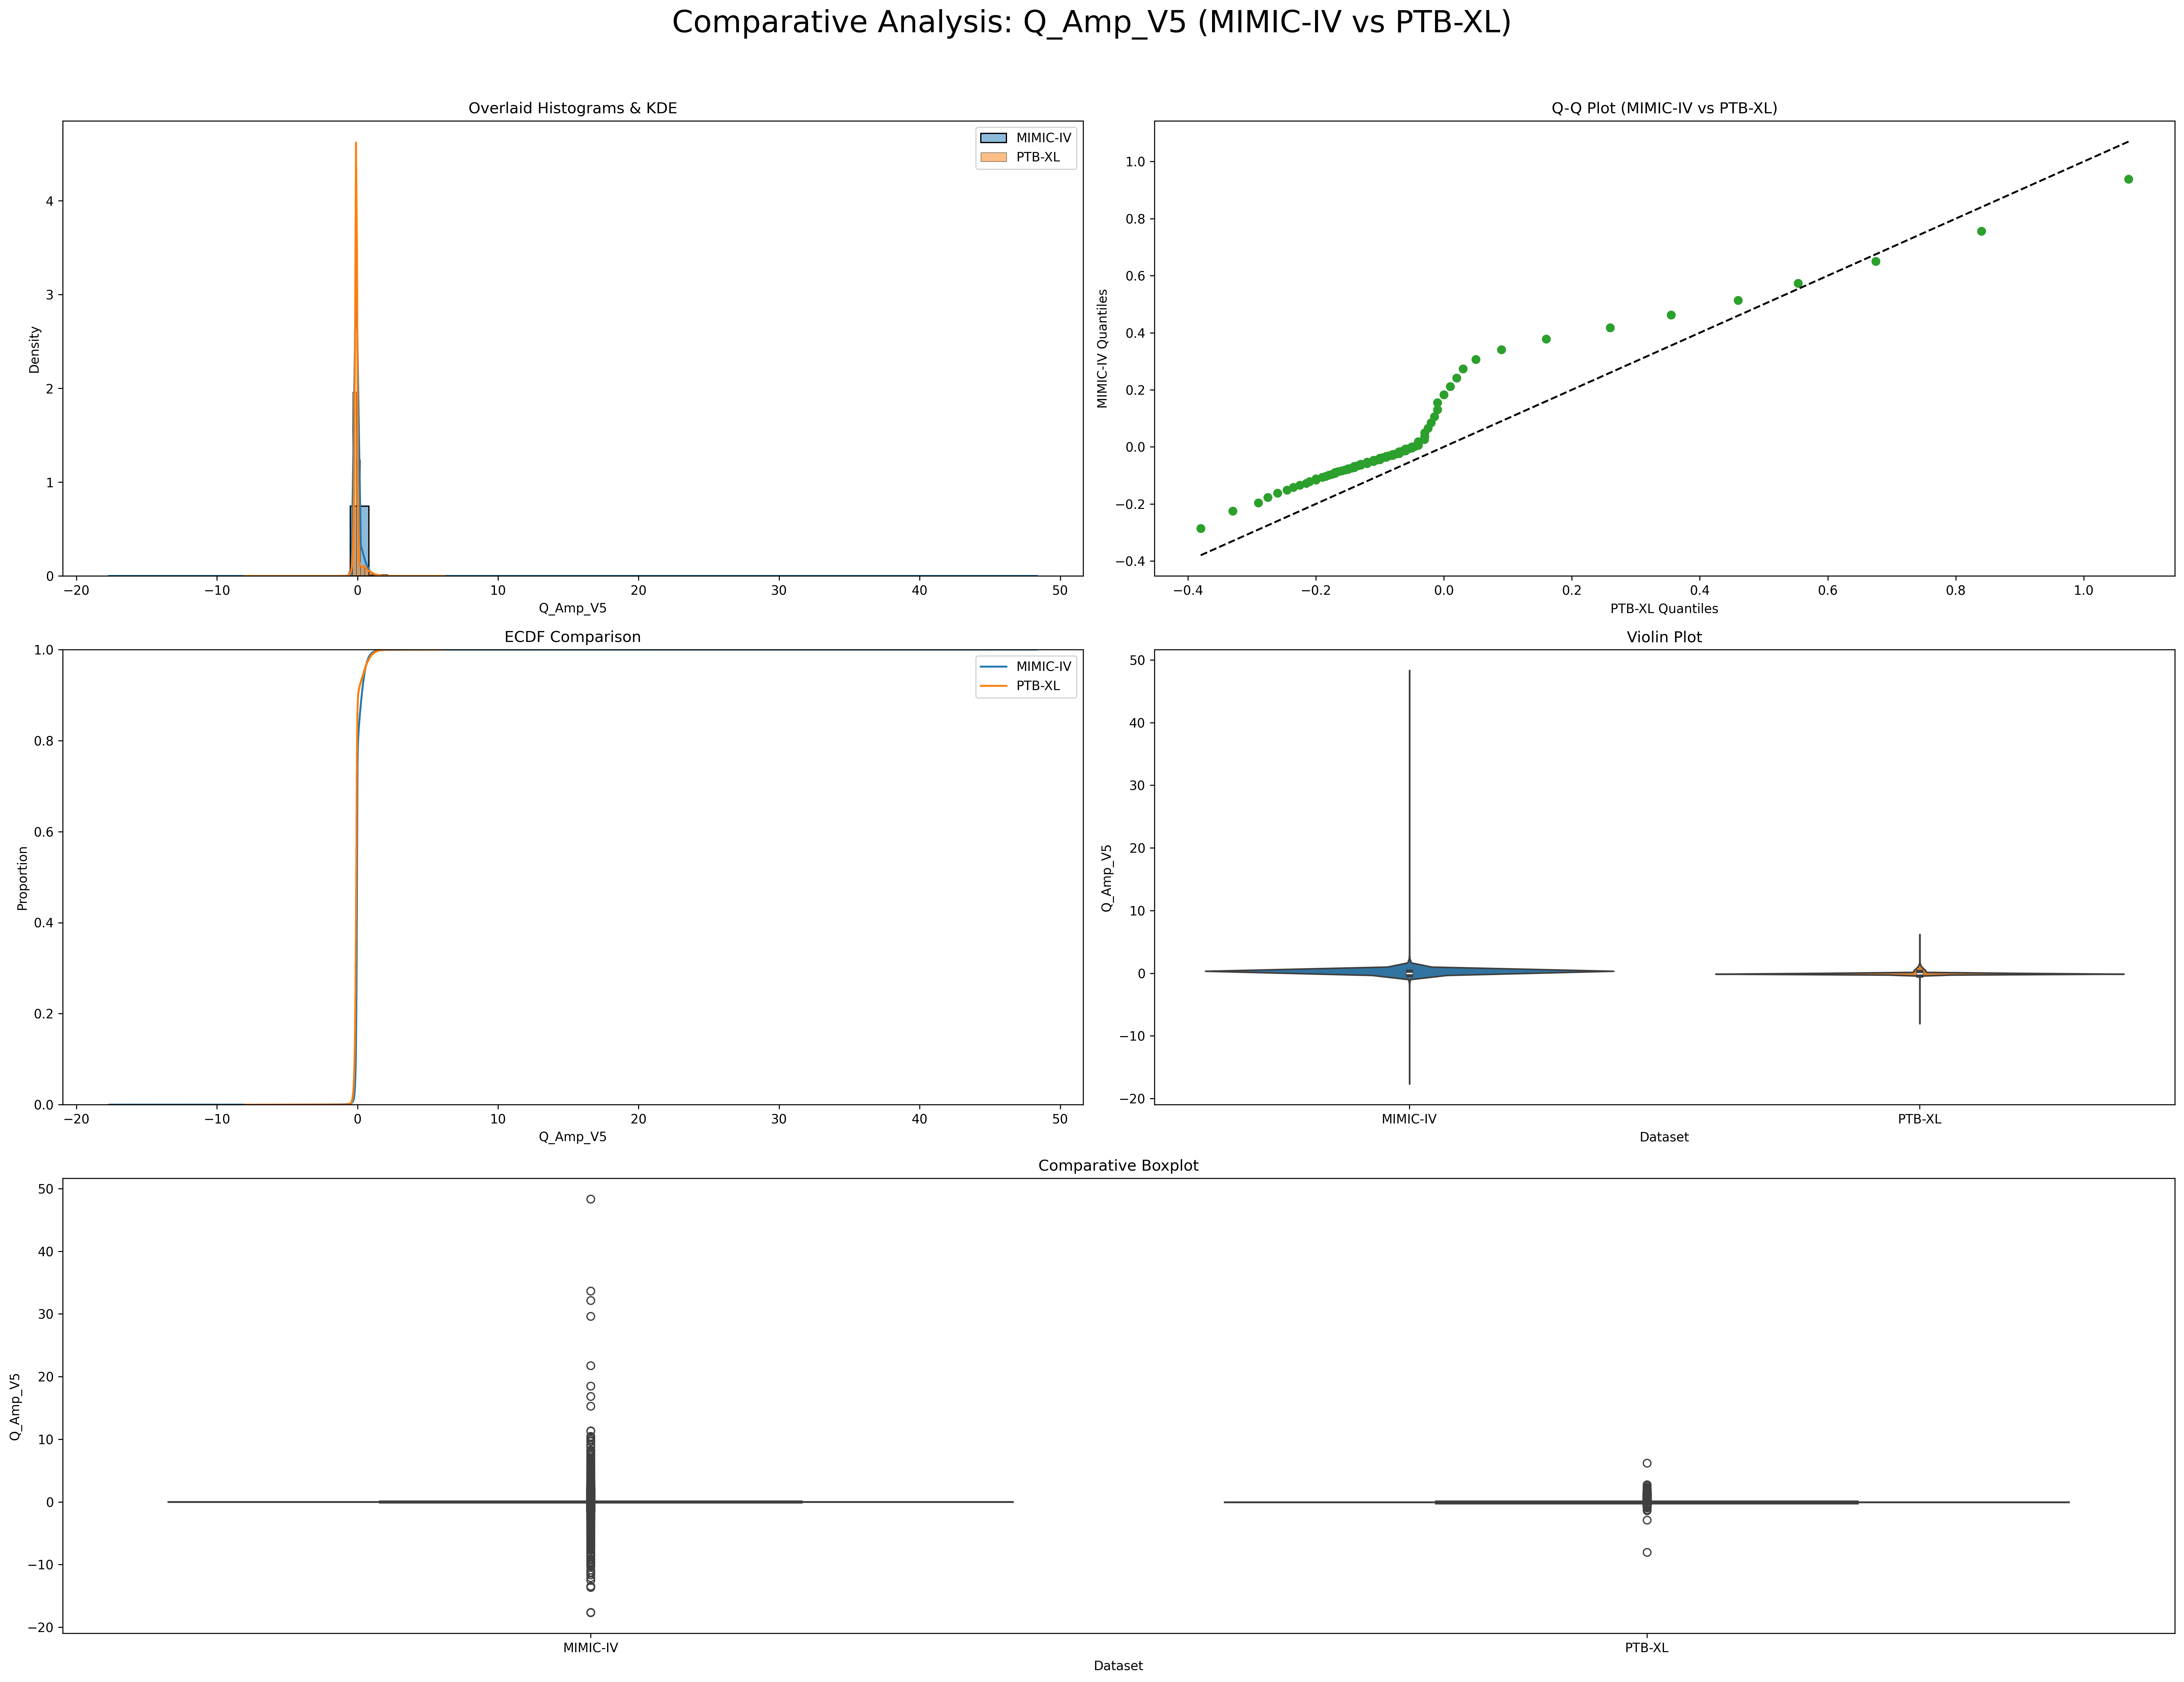 Comparative Analysis: Q_Amp_V5 (MIMIC-IV vs PTB-XL)
Overlaid Histograms & KDE
MIMIC-IV
PTB-XL
4
3
2
1
0
Density
−20 −10 0 10 20 30 40 50
Q_Amp_V5
Q-Q Plot (MIMIC-IV vs PTB-XL)
1.0
0.8
0.6
0.4
0.2
0.0
−0.2
−0.4
MIMIC-IV Quantiles
−0.4 −0.2 0.0 0.2 0.4 0.6 0.8 1.0
PTB-XL Quantiles
ECDF Comparison
MIMIC-IV
PTB-XL
1.0
0.8
0.6
0.4
0.2
0.0
Proportion
−20 −10 0 10 20 30 40 50
Q_Amp_V5
Violin Plot
50
40
30
20
10
0
−10
−20
Q_Amp_V5
MIMIC-IV PTB-XL
Dataset
Comparative Boxplot
50
40
30
20
10
0
−10
−20
Q_Amp_V5
MIMIC-IV PTB-XL
Dataset